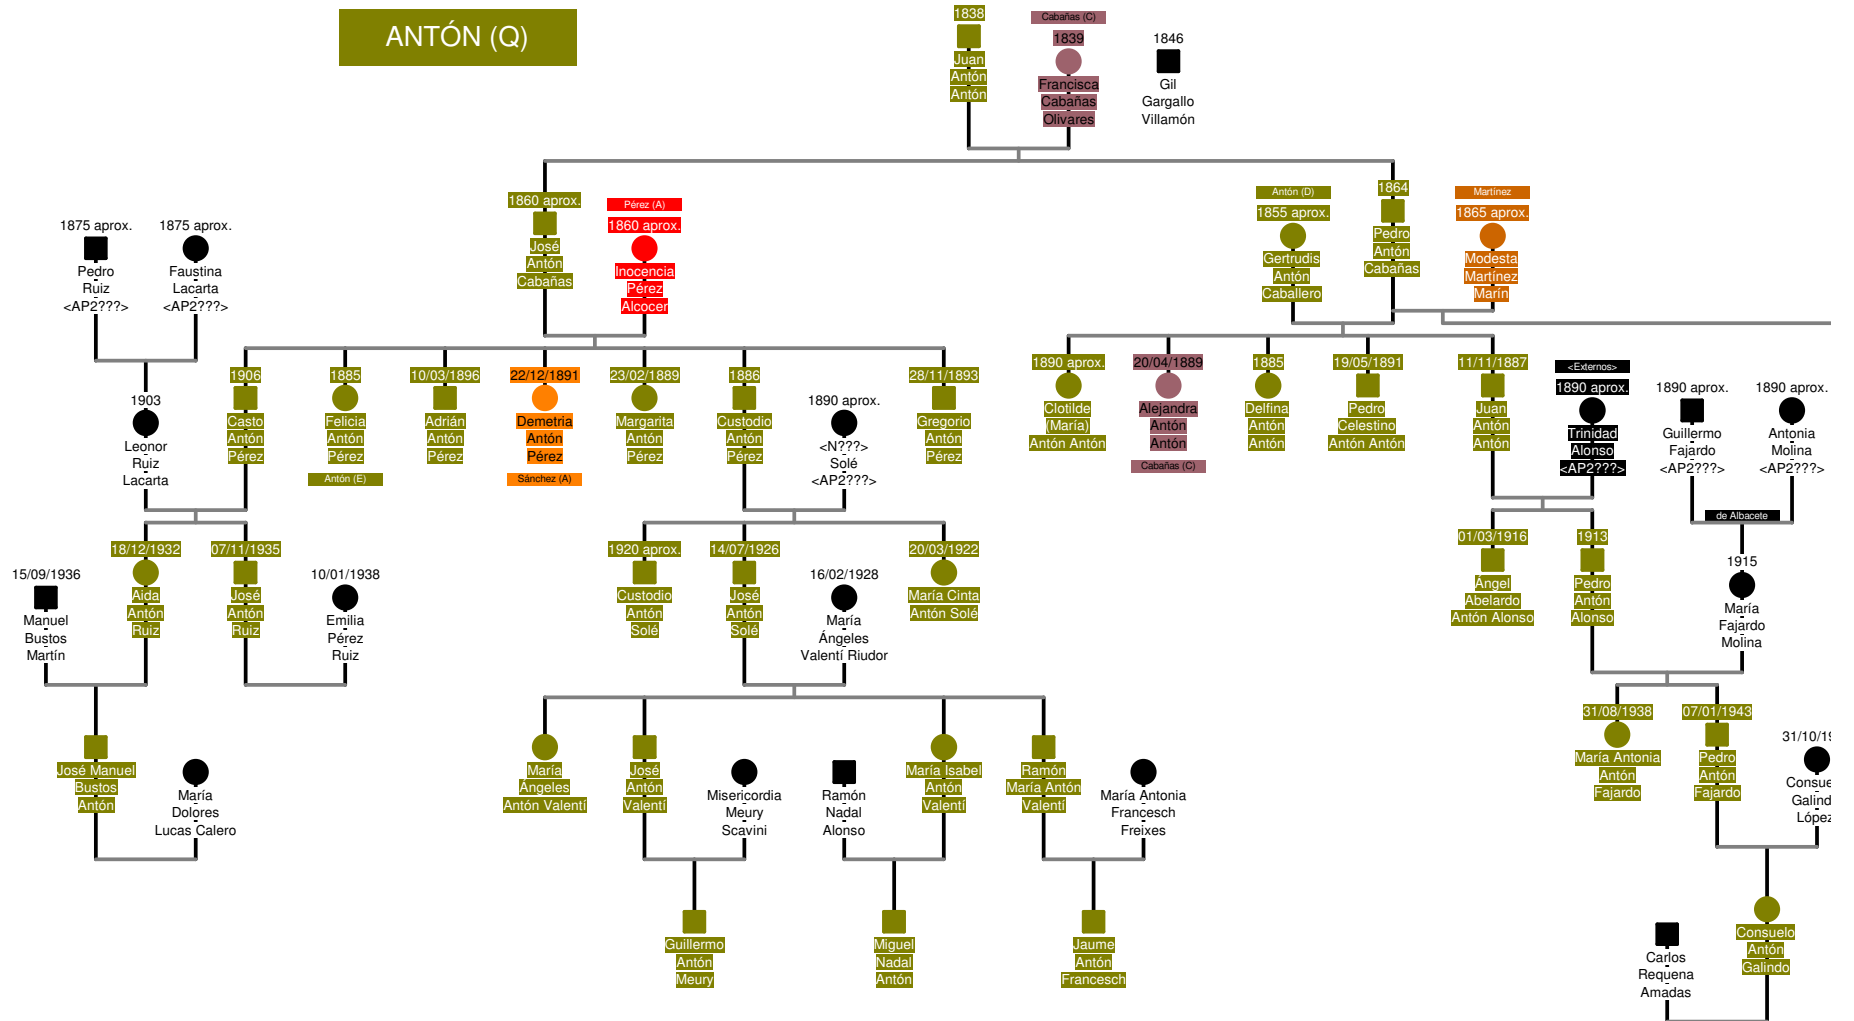 ANTÓN (Q)
1838
Juan
Antón
Antón
Cabañas (C)
1839
Francisca
Cabañas
Olivares
1846
Gil
Gargallo
Villamón
1875 aprox.
Pedro
Ruiz
<AP2???>
1875 aprox.
Faustina
Lacarta
<AP2???>
1860 aprox.
José
Antón
Cabañas
Pérez (A)
1860 aprox.
Inocencia
Pérez
Alcocer
Antón (D)
1855 aprox.
Gertrudis
Antón
Caballero
1864
Pedro
Antón
Cabañas
Martínez
1865 aprox.
Modesta
Martínez
Marín
1903
Leonor
Ruiz
Lacarta
1906
Casto
Antón
Pérez
1885
Felicia
Antón
Pérez
Antón (E)
10/03/1896
Adrián
Antón
Pérez
22/12/1891
Demetria
Antón
Pérez
Sánchez (A)
23/02/1889
Margarita
Antón
Pérez
1886
Custodio
Antón
Pérez
1890 aprox.
<N???>
Solé
<AP2???>
28/11/1893
Gregorio
Antón
Pérez
1890 aprox.
Clotilde
(María)
Antón Antón
20/04/1889
Alejandra
Antón
Antón
Cabañas (C)
1885
Delfina
Antón
Antón
19/05/1891
Pedro
Celestino
Antón Antón
11/11/1887
Juan
Antón
Antón
<Externos>
1890 aprox.
Trinidad
Alonso
<AP2???>
1890 aprox.
Guillermo
Fajardo
<AP2???>
1890 aprox.
Antonia
Molina
<AP2???>
de Albacete
15/09/1936
Manuel
Bustos
Martín
18/12/1932
Aida
Antón
Ruiz
07/11/1935
José
Antón
Ruiz
10/01/1938
Emilia
Pérez
Ruiz
1920 aprox.
Custodio
Antón
Solé
14/07/1926
José
Antón
Solé
16/02/1928
María
Ángeles
Valentí Riudor
20/03/1922
María Cinta
Antón Solé
01/03/1916
Ángel
Abelardo
Antón Alonso
1913
Pedro
Antón
Alonso
1915
María
Fajardo
Molina
José Manuel
Bustos
Antón
María
Dolores
Lucas Calero
María
Ángeles
Antón Valentí
José
Antón
Valentí
Misericordia
Meury
Scavini
Ramón
Nadal
Alonso
María Isabel
Antón
Valentí
Ramón
María Antón
Valentí
María Antonia
Francesch
Freixes
31/08/1938
María Antonia
Antón
Fajardo
07/01/1943
Pedro
Antón
Fajardo
31/10/19
Consue
Galind
López
Guillermo
Antón
Meury
Miguel
Nadal
Antón
Jaume
Antón
Francesch
Carlos
Requena
Amadas
Consuelo
Antón
Galindo